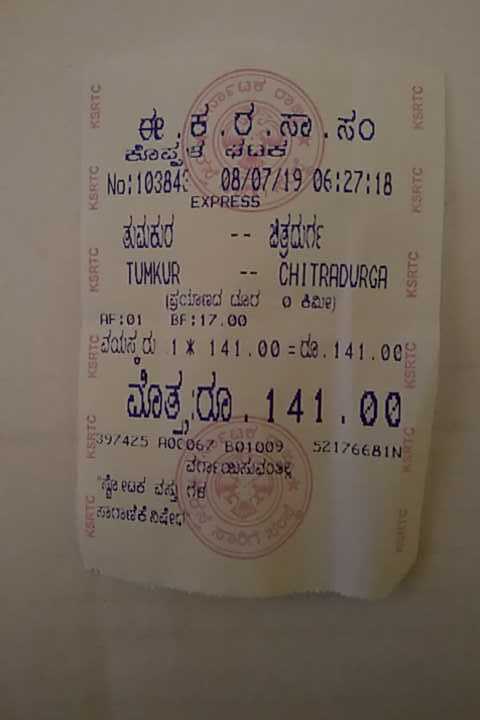 ಈ.ಕ.ರ.ಸಾ.ಸಂ
ಕೊಪ್ಪಳ ಘಟಕ
No:103843 08/07/19 06:27:18
EXPRESS
ತುಮಕುರ -- ಚಿತ್ರದುರ್ಗ
TUMKUR -- CHITRADURGA
(ಪ್ರಯಾಣದ ದೂರ 0 ಕಿಮೀ)
AF:01 BF:17.00
ವಯಸ್ಕರು 1 * 141.00 =ರೂ.141.00
ಮೊತ್ತ:ರೂ.141.00
397425 A00067 B01009 52176681N
ವರ್ಗಾಯಿಸುವಂತಿಲ್ಲ
"ಸ್ಪೋಟಕ ವಸ್ತುಗಳ
ಸಾಗಾಣಿಕೆ ನಿಷೇಧ"
KSRTC
KSRTC
KSRTC
KSRTC
KSRTC
KSRTC
KSRTC
KSRTC
KSRTC
KSRTC
KSRTC
KSRTC